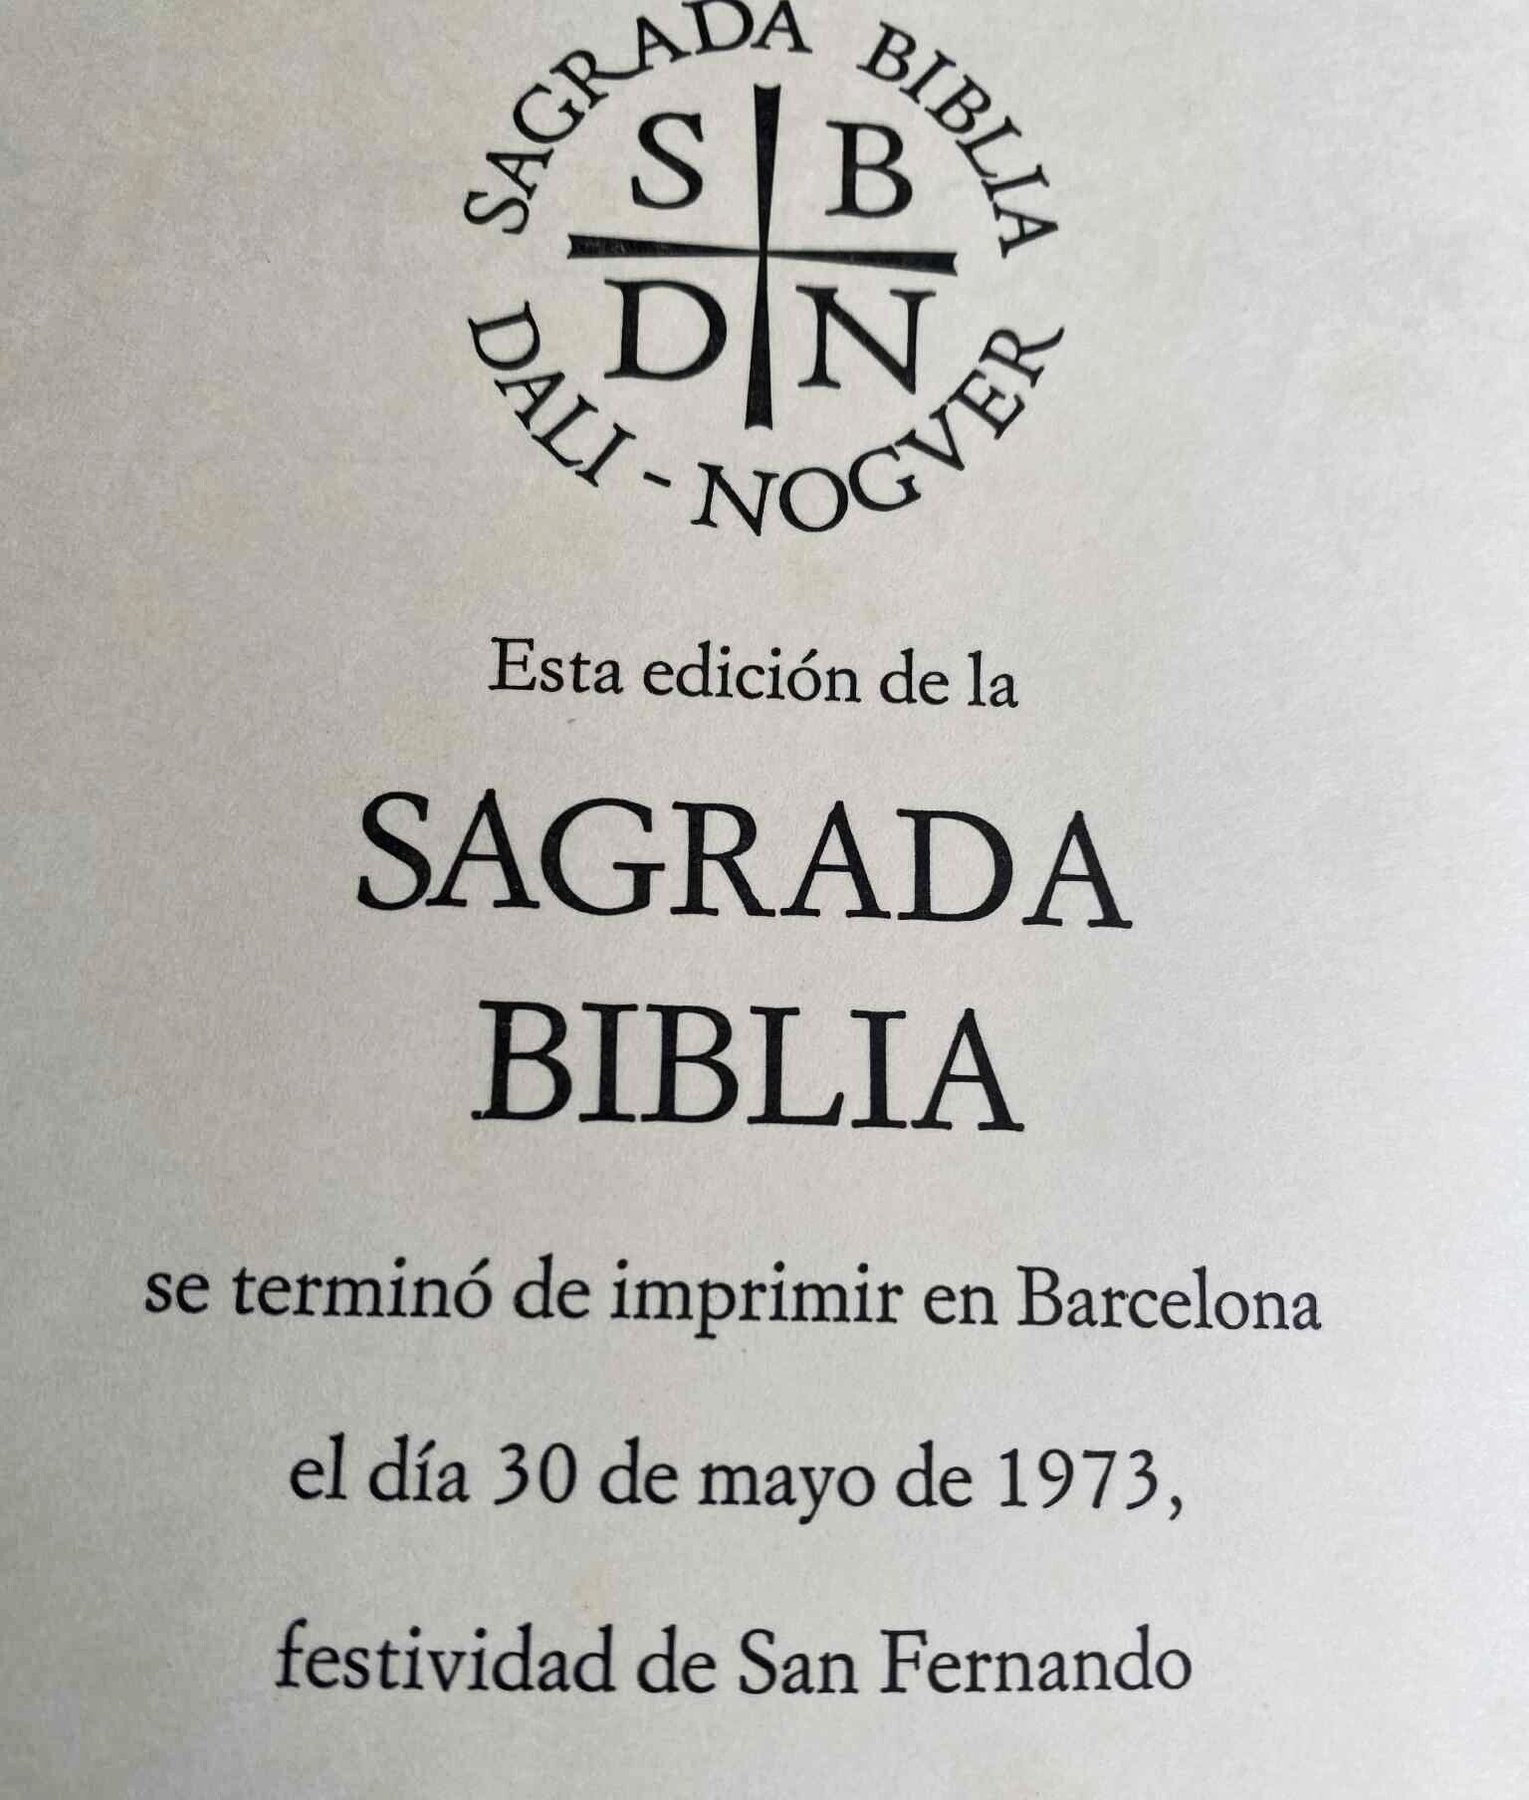 SAGRADA BIBLIA
S B
D N
DALI - NOGVER
Esta edición de la
SAGRADA
BIBLIA
se terminó de imprimir en Barcelona
el día 30 de mayo de 1973,
festividad de San Fernando